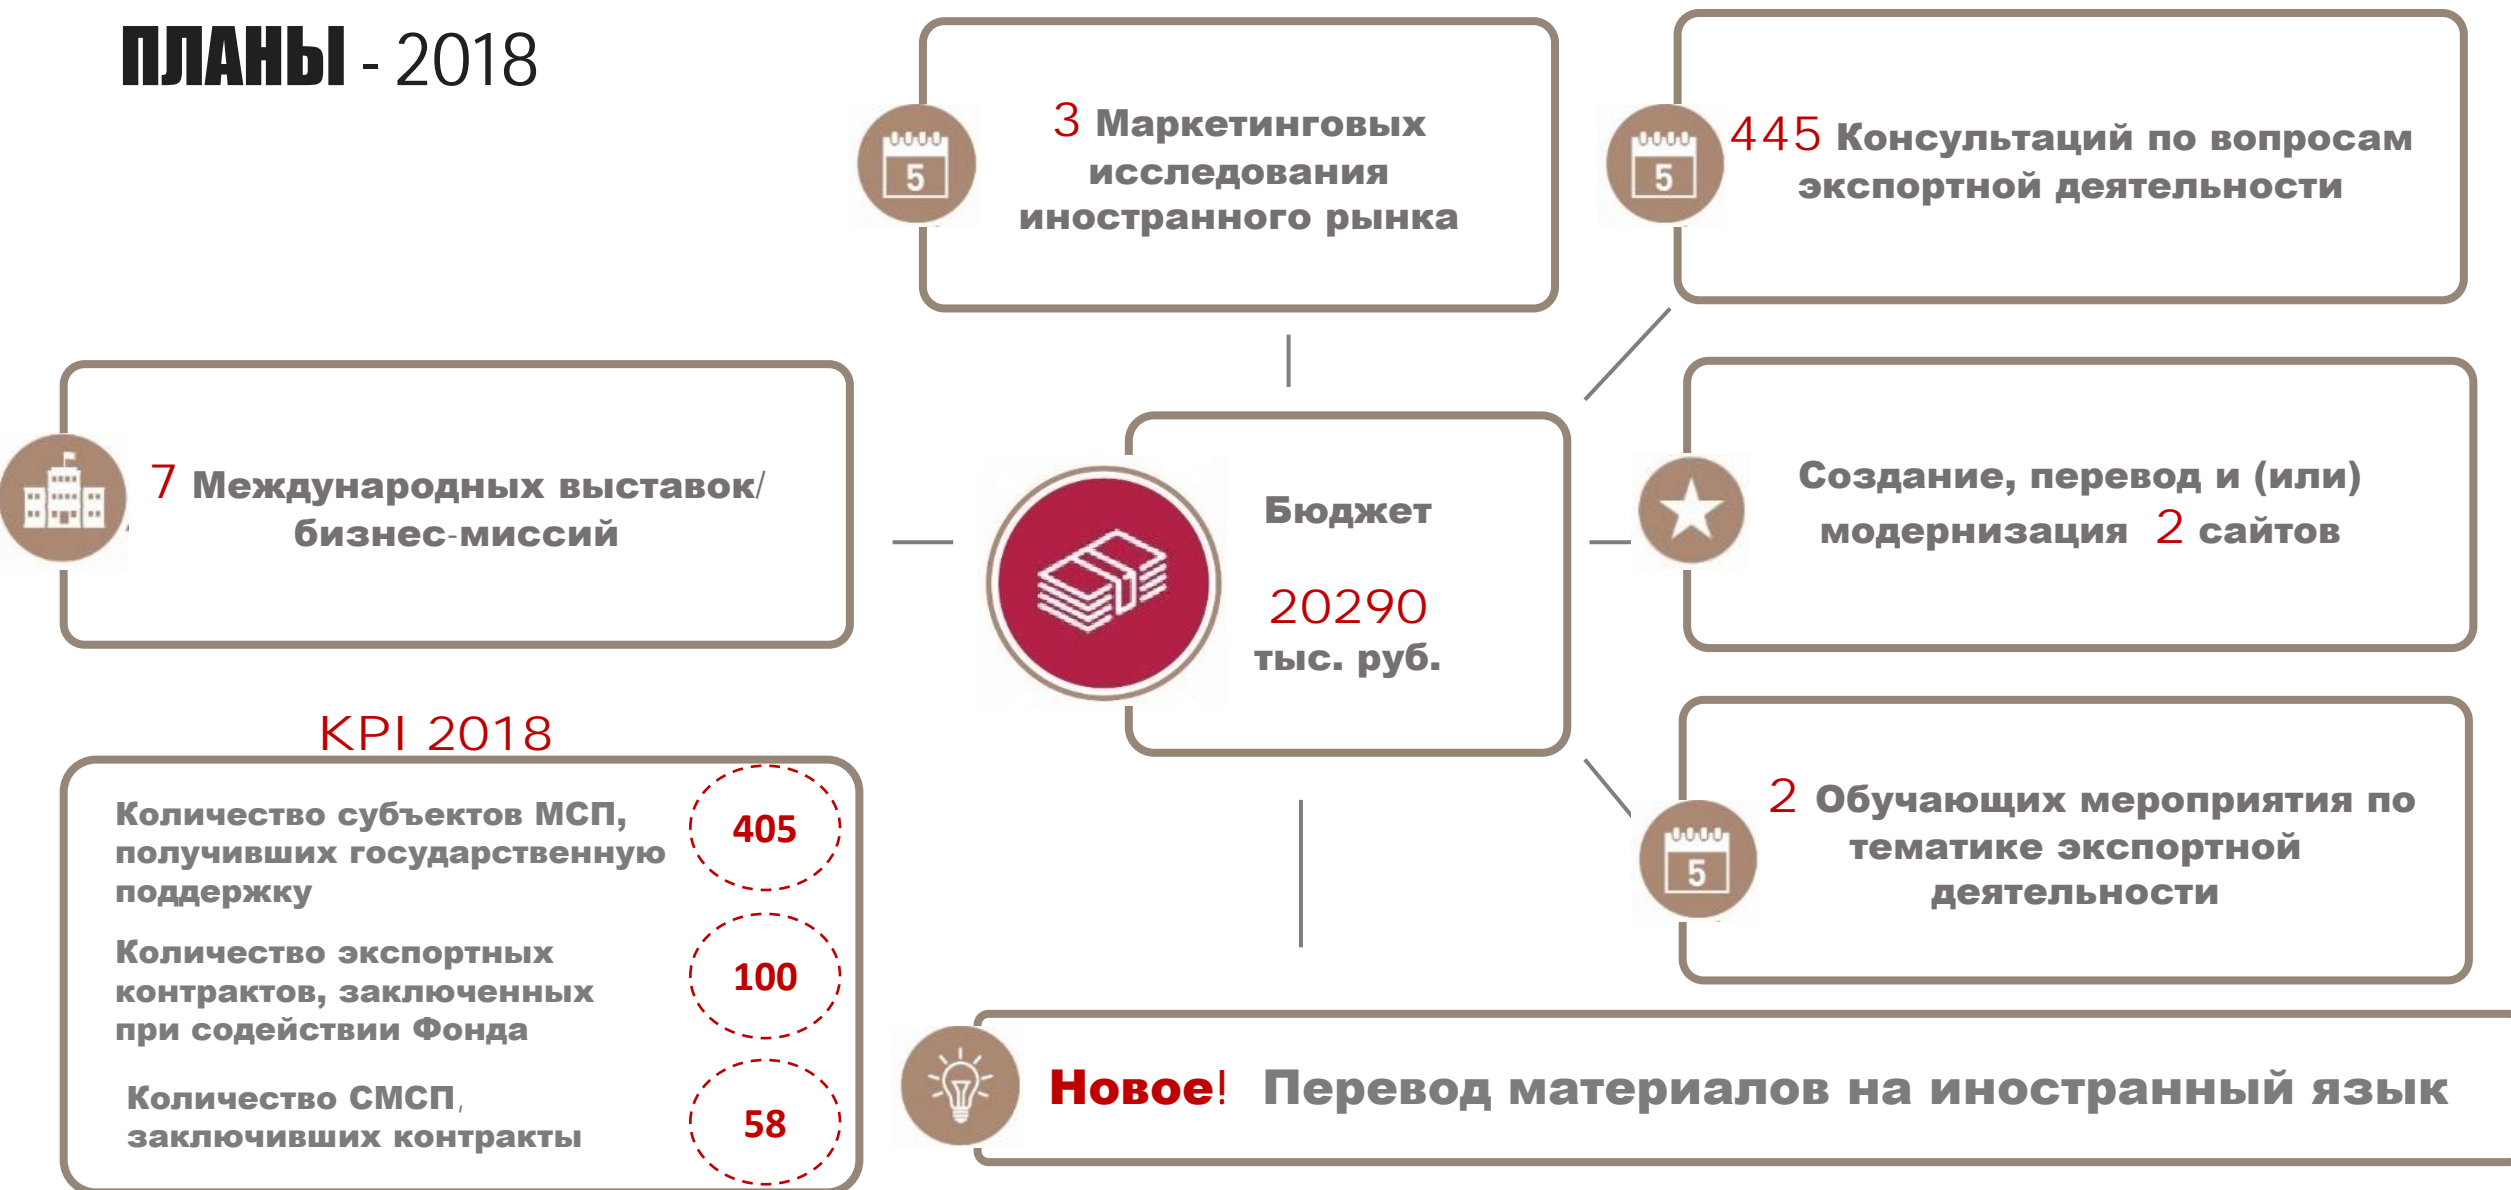 ПЛАНЫ - 2018
3 Маркетинговых
исследования
иностранного рынка
5
445 Консультаций по вопросам
экспортной деятельности
5
7 Международных выставок/
бизнес-миссий
Бюджет
20290
тыс. руб.
Создание, перевод и (или)
модернизация 2 сайтов
KPI 2018
Количество субъектов МСП,
получивших государственную
поддержку
405
Количество экспортных
контрактов, заключенных
при содействии Фонда
100
Количество СМСП,
заключивших контракты
58
2 Обучающих мероприятия по
тематике экспортной
деятельности
5
Новое! Перевод материалов на иностранный язык